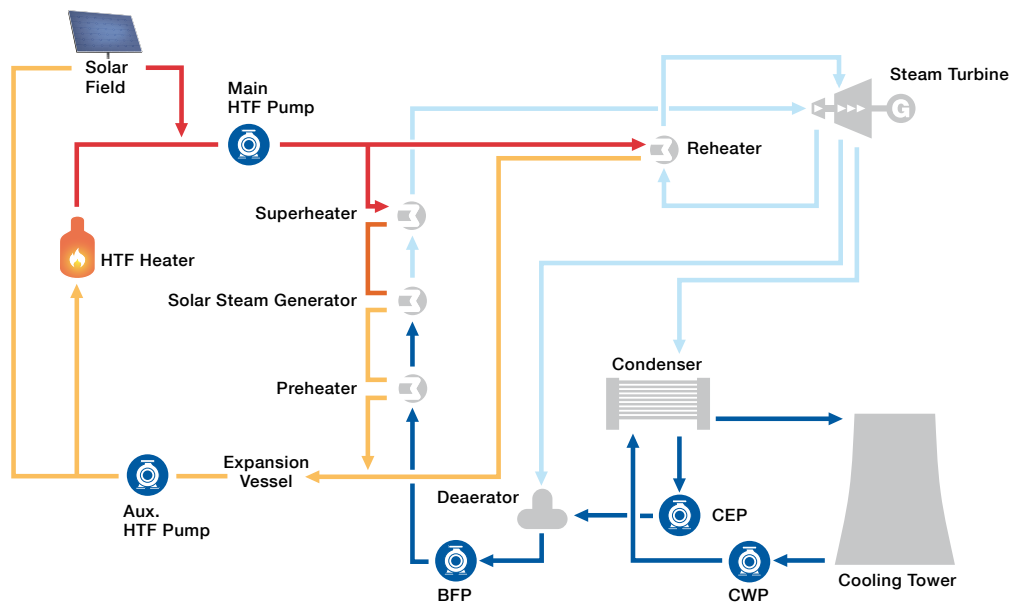 Solar
Field
Main
HTF Pump
Steam Turbine
G
Reheater
Superheater
HTF Heater
Solar Steam Generator
Condenser
Preheater
Expansion
Vessel
Deaerator
Aux.
HTF Pump
CEP
BFP
CWP
Cooling Tower